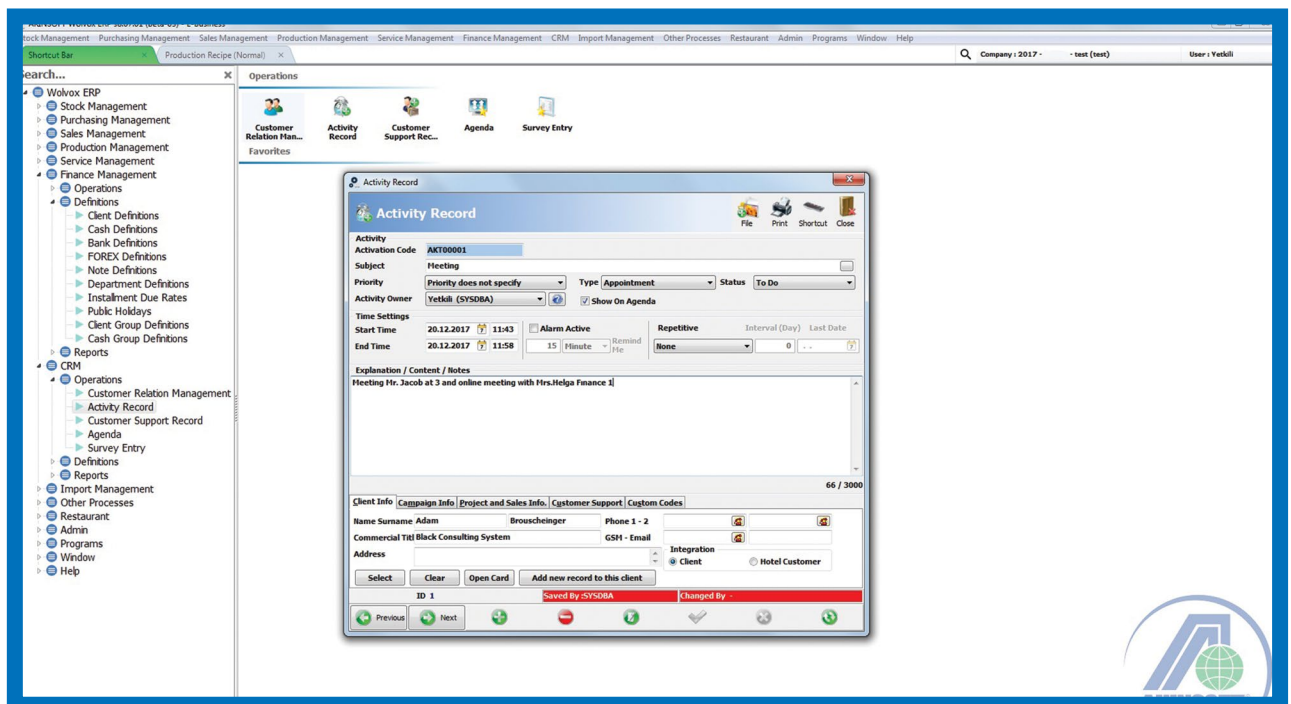 Stock Management Purchasing Management Sales Management Production Management Service Management Finance Management CRM Import Management Other Processes Restaurant Admin Programs Window Help
Shortcut Bar × Production Recipe (Normal) × Company : 2017 - - test (test) User : Yetkili
Search... ×
Wolvox ERP
Stock Management
Purchasing Management
Sales Management
Production Management
Service Management
Finance Management
Operations
Definitions
Client Definitions
Cash Definitions
Bank Definitions
FOREX Definitions
Note Definitions
Department Definitions
Instalment Due Rates
Public Holidays
Client Group Definitions
Cash Group Definitions
Reports
CRM
Operations
Customer Relation Management
Activity Record
Customer Support Record
Agenda
Survey Entry
Definitions
Reports
Import Management
Other Processes
Restaurant
Admin
Programs
Window
Help
Operations
Customer Relation Man...
Activity Record
Customer Support Rec...
Agenda
Survey Entry
Favorites
Activity Record
Activity Record
File Print Shortcut Close
Activity
Activation Code AKT00001
Subject Meeting
Priority Priority does not specify Type Appointment Status To Do
Activity Owner Yetkili (SYSDBA) Show On Agenda
Time Settings
Start Time 20.12.2017 11:43 Alarm Active Repetitive Interval (Day) Last Date
End Time 20.12.2017 11:58 15 Minute Remind Me None 0 . .
Explanation / Content / Notes
Meeting Mr. Jacob at 3 and online meeting with Mrs.Helga Fınance 1
66 / 3000
Client Info Campaign Info Project and Sales Info. Customer Support Custom Codes
Name Surname Adam Brouscheinger Phone 1 - 2
Commercial Titl Black Consulting System GSM - Email
Address Integration
Client Hotel Customer
Select Clear Open Card Add new record to this client
ID 1 Saved By :SYSDBA Changed By -
Previous Next